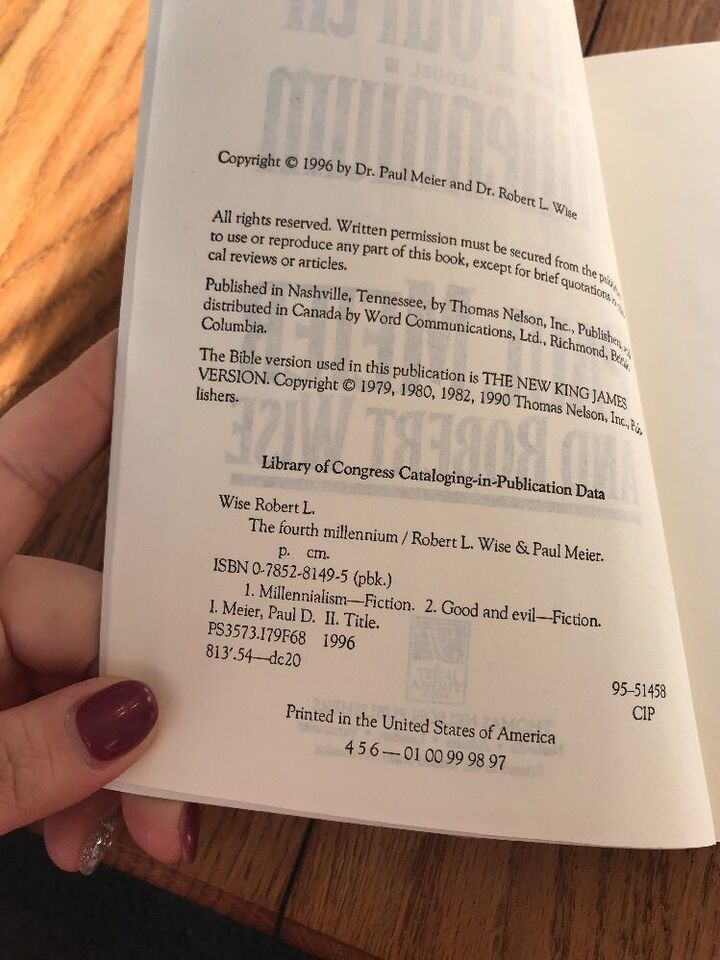 Copyright © 1996 by Dr. Paul Meier and Dr. Robert L. Wise
All rights reserved. Written permission must be secured from the
to use or reproduce any part of this book, except for brief quotations
cal reviews or articles.
Published in Nashville, Tennessee, by Thomas Nelson, Inc., Publishers,
distributed in Canada by Word Communications, Ltd., Richmond,
Columbia.
The Bible version used in this publication is THE NEW KING JAMES
VERSION. Copyright © 1979, 1980, 1982, 1990 Thomas Nelson, Inc.,
lishers.
Library of Congress Cataloging-in-Publication Data
Wise Robert L.
The fourth millennium / Robert L. Wise & Paul Meier.
p. cm.
ISBN 0-7852-8149-5 (pbk.)
1. Millennialism—Fiction. 2. Good and evil—Fiction.
I. Meier, Paul D. II. Title.
PS3573.I79F68 1996
813'.54—dc20
95–51458
CIP
Printed in the United States of America
4 5 6 — 01 00 99 98 97